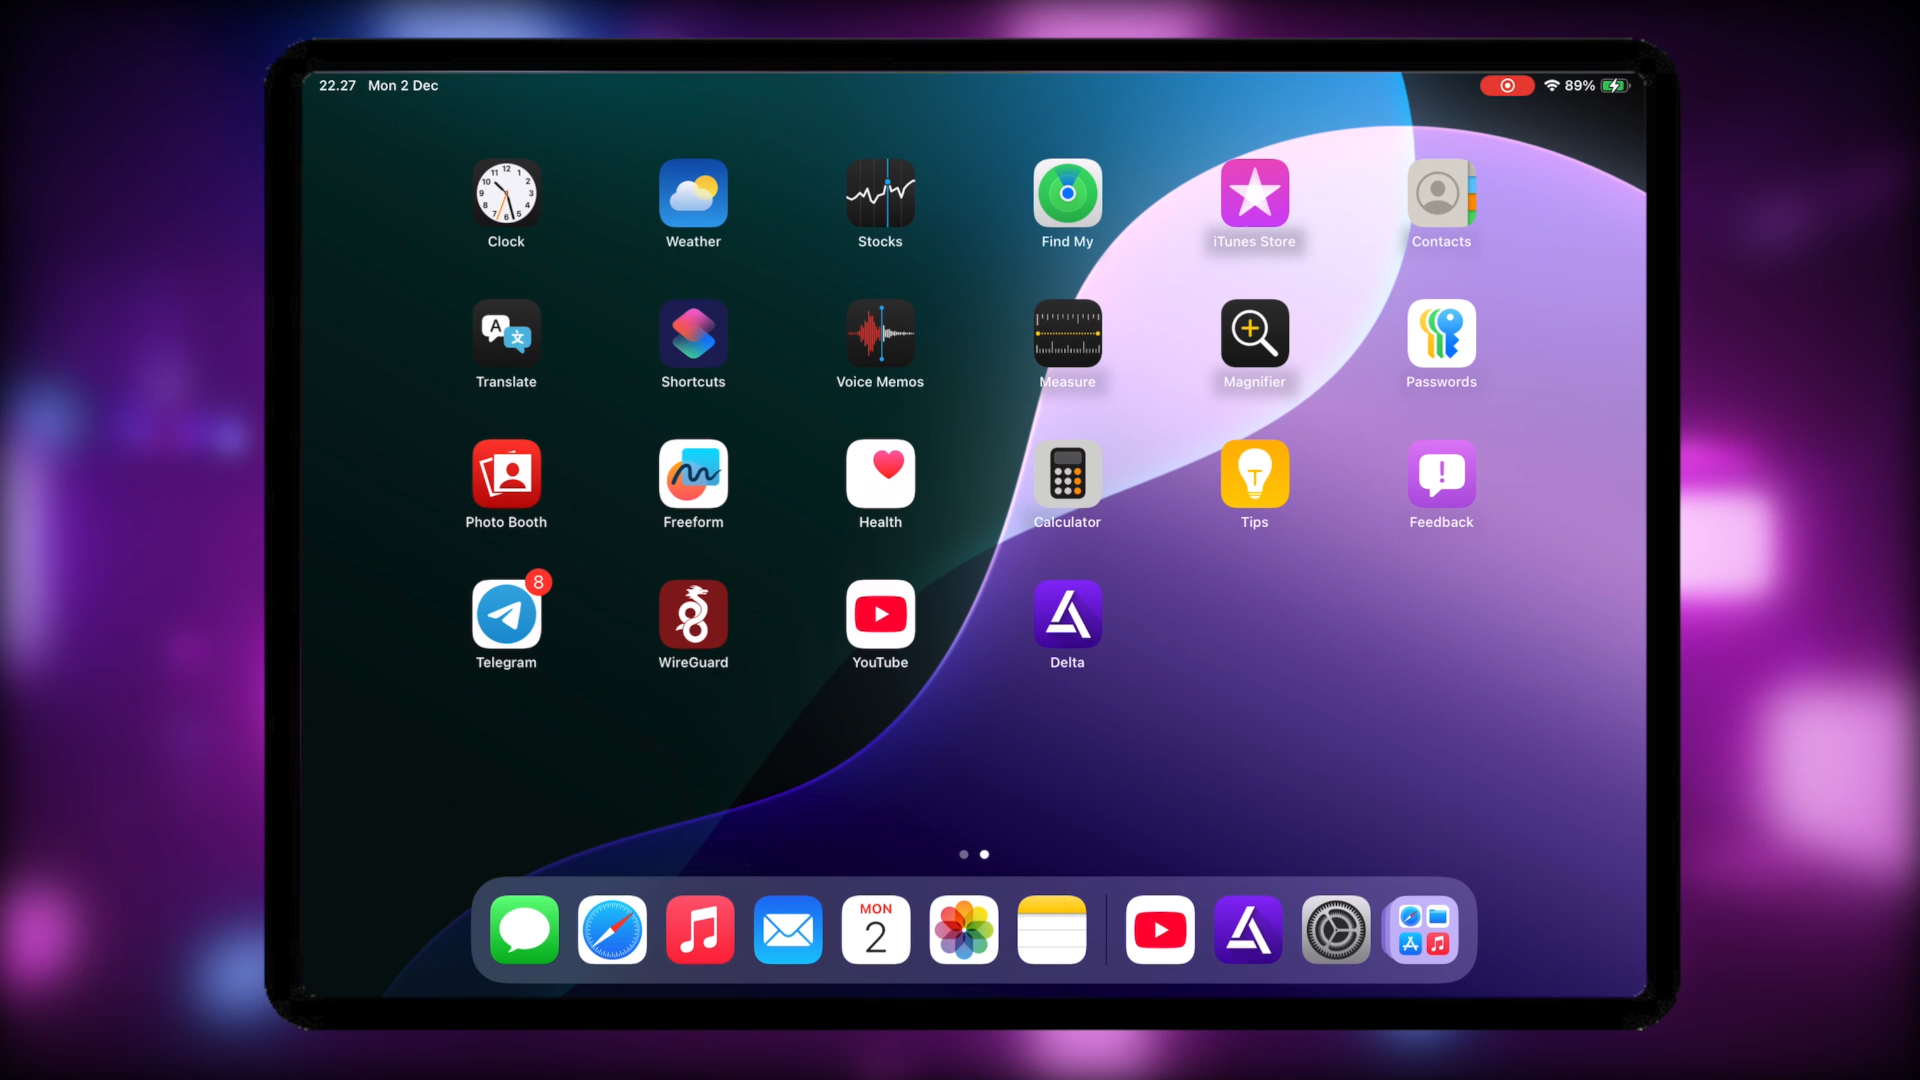 22.27 Mon 2 Dec
89%
Clock
Weather
Stocks
Find My
iTunes Store
Contacts
Translate
Shortcuts
Voice Memos
Measure
Magnifier
Passwords
Photo Booth
Freeform
Health
Calculator
Tips
Feedback
8
Telegram
WireGuard
YouTube
Delta
MON
2